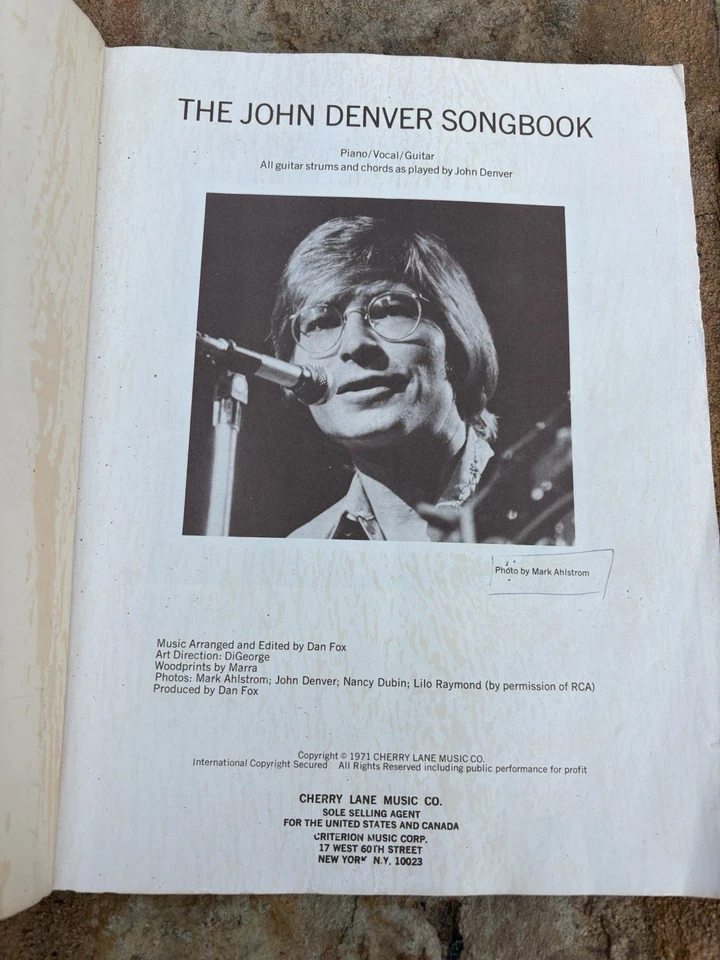 THE JOHN DENVER SONGBOOK
Piano/Vocal/Guitar
All guitar strums and chords as played by John Denver
Photo by Mark Ahlstrom
Music Arranged and Edited by Dan Fox
Art Direction: DiGeorge
Woodprints by Marra
Photos: Mark Ahlstrom; John Denver; Nancy Dubin; Lilo Raymond (by permission of RCA)
Produced by Dan Fox
Copyright © 1971 CHERRY LANE MUSIC CO.
International Copyright Secured All Rights Reserved including public performance for profit
CHERRY LANE MUSIC CO.
SOLE SELLING AGENT
FOR THE UNITED STATES AND CANADA
CRITERION MUSIC CORP.
17 WEST 60TH STREET
NEW YORK N.Y. 10023